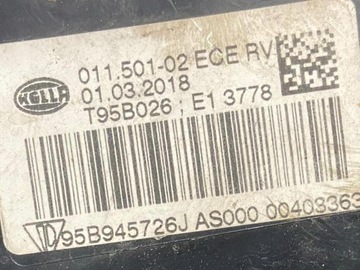 HELLA
011.501-02 ECE RV
01.03.2018
T95B026 ; E1 3778
95B945726J AS000 00403363